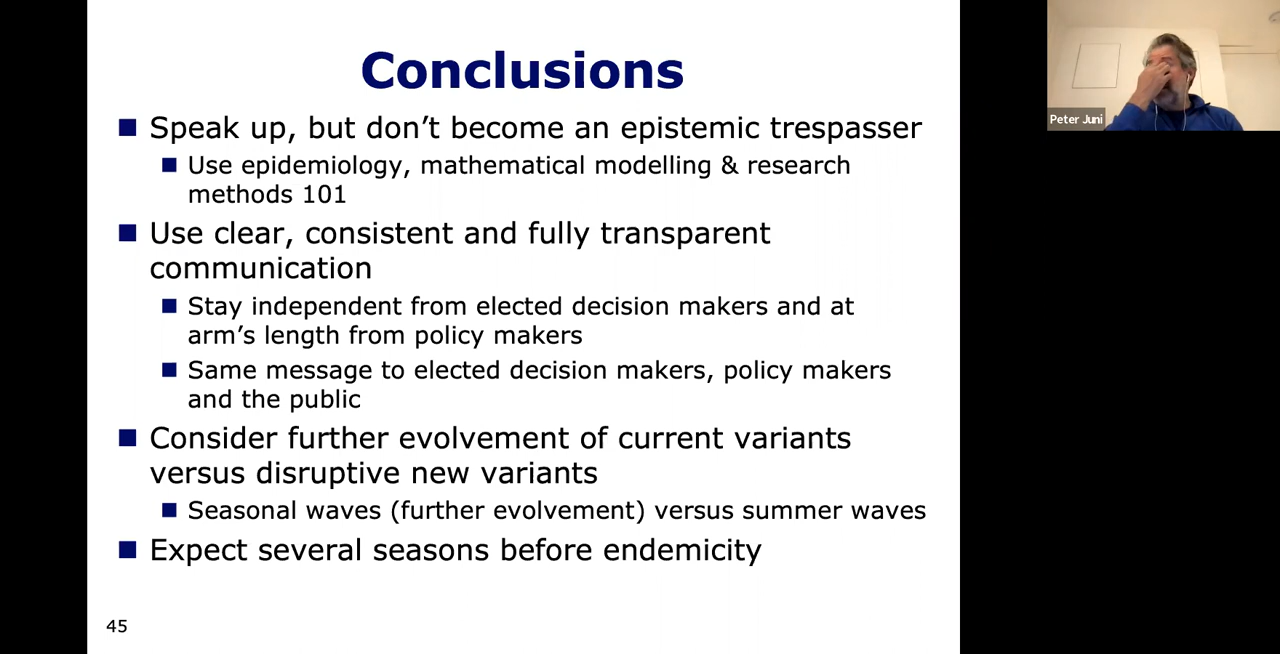 Conclusions
■ Speak up, but don’t become an epistemic trespasser
■ Use epidemiology, mathematical modelling & research
methods 101
■ Use clear, consistent and fully transparent
communication
■ Stay independent from elected decision makers and at
arm’s length from policy makers
■ Same message to elected decision makers, policy makers
and the public
■ Consider further evolvement of current variants
versus disruptive new variants
■ Seasonal waves (further evolvement) versus summer waves
■ Expect several seasons before endemicity
45
Peter Juni